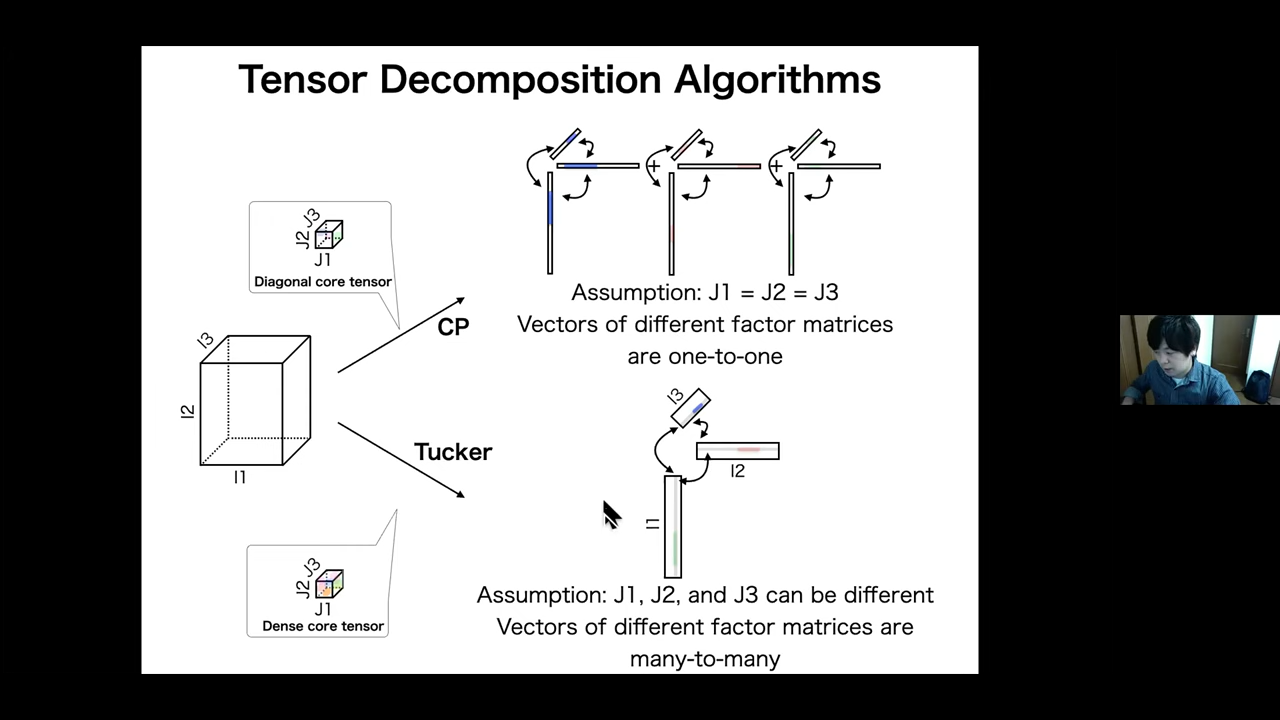 Tensor Decomposition Algorithms
+
+
J3
J2
J1
Diagonal core tensor
CP
Assumption: J1 = J2 = J3
Vectors of different factor matrices
are one-to-one
I3
I2
I1
Tucker
I3
I2
I1
J3
J2
J1
Dense core tensor
Assumption: J1, J2, and J3 can be different
Vectors of different factor matrices are
many-to-many